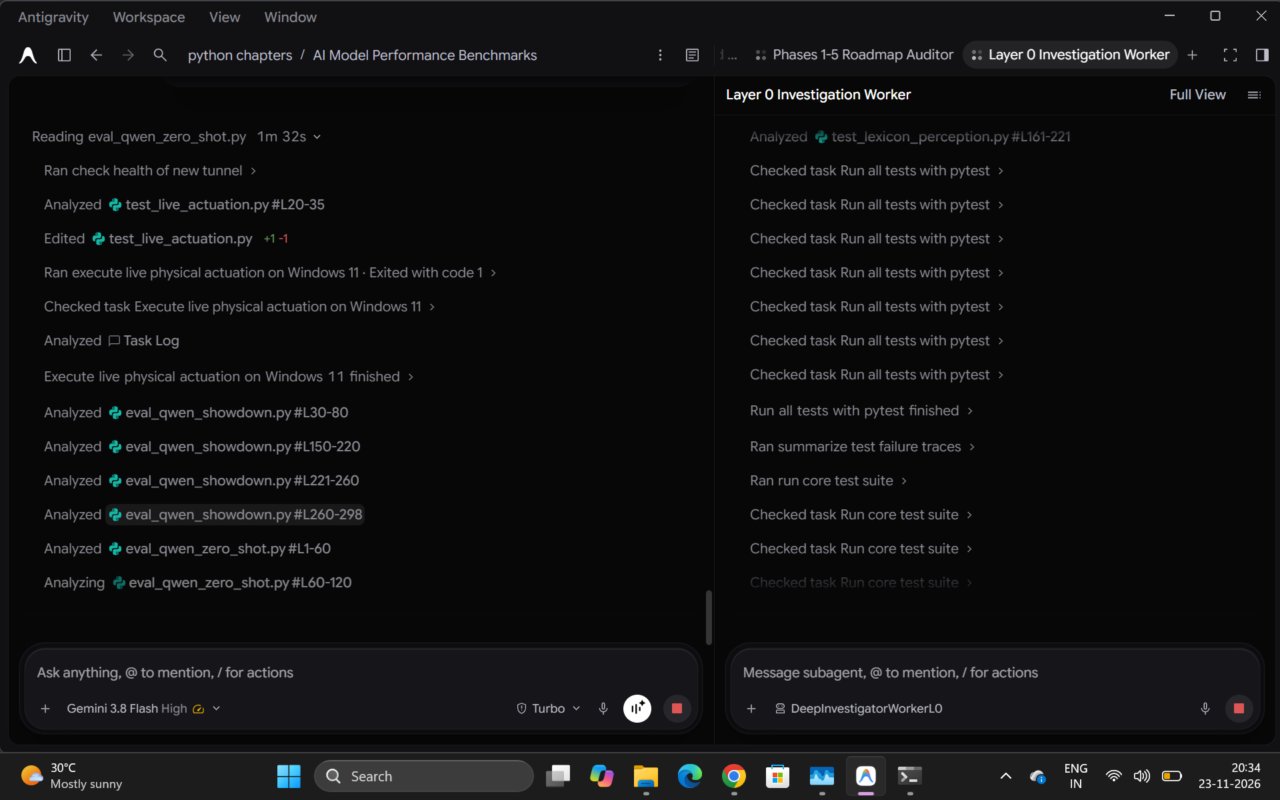 Antigravity Workspace View Window
python chapters / AI Model Performance Benchmarks
Reading eval_qwen_zero_shot.py 1m 32s
Ran check health of new tunnel
Analyzed test_live_actuation.py #L20-35
Edited test_live_actuation.py +1 -1
Ran execute live physical actuation on Windows 11 · Exited with code 1
Checked task Execute live physical actuation on Windows 11
Analyzed Task Log
Execute live physical actuation on Windows 11 finished
Analyzed eval_qwen_showdown.py #L30-80
Analyzed eval_qwen_showdown.py #L150-220
Analyzed eval_qwen_showdown.py #L221-260
Analyzed eval_qwen_showdown.py #L260-298
Analyzed eval_qwen_zero_shot.py #L1-60
Analyzing eval_qwen_zero_shot.py #L60-120
Ask anything, @ to mention, / for actions
Gemini 3.8 Flash High
Turbo
... Phases 1-5 Roadmap Auditor Layer 0 Investigation Worker
Layer 0 Investigation Worker Full View
Analyzed test_lexicon_perception.py #L161-221
Checked task Run all tests with pytest
Checked task Run all tests with pytest
Checked task Run all tests with pytest
Checked task Run all tests with pytest
Checked task Run all tests with pytest
Checked task Run all tests with pytest
Checked task Run all tests with pytest
Run all tests with pytest finished
Ran summarize test failure traces
Ran run core test suite
Checked task Run core test suite
Checked task Run core test suite
Checked task Run core test suite
Message subagent, @ to mention, / for actions
DeepInvestigatorWorkerL0
30°C
Mostly sunny
Search
ENG
IN
20:34
23-11-2026